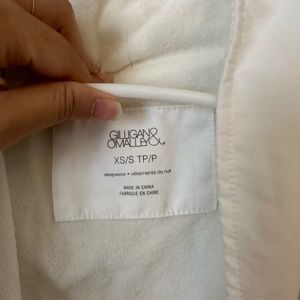 GILLIGAN &
O'MALLEY®
XS/S TP/P
sleepwear • vêtements de nuit
MADE IN CHINA
FABRIQUÉ EN CHINE